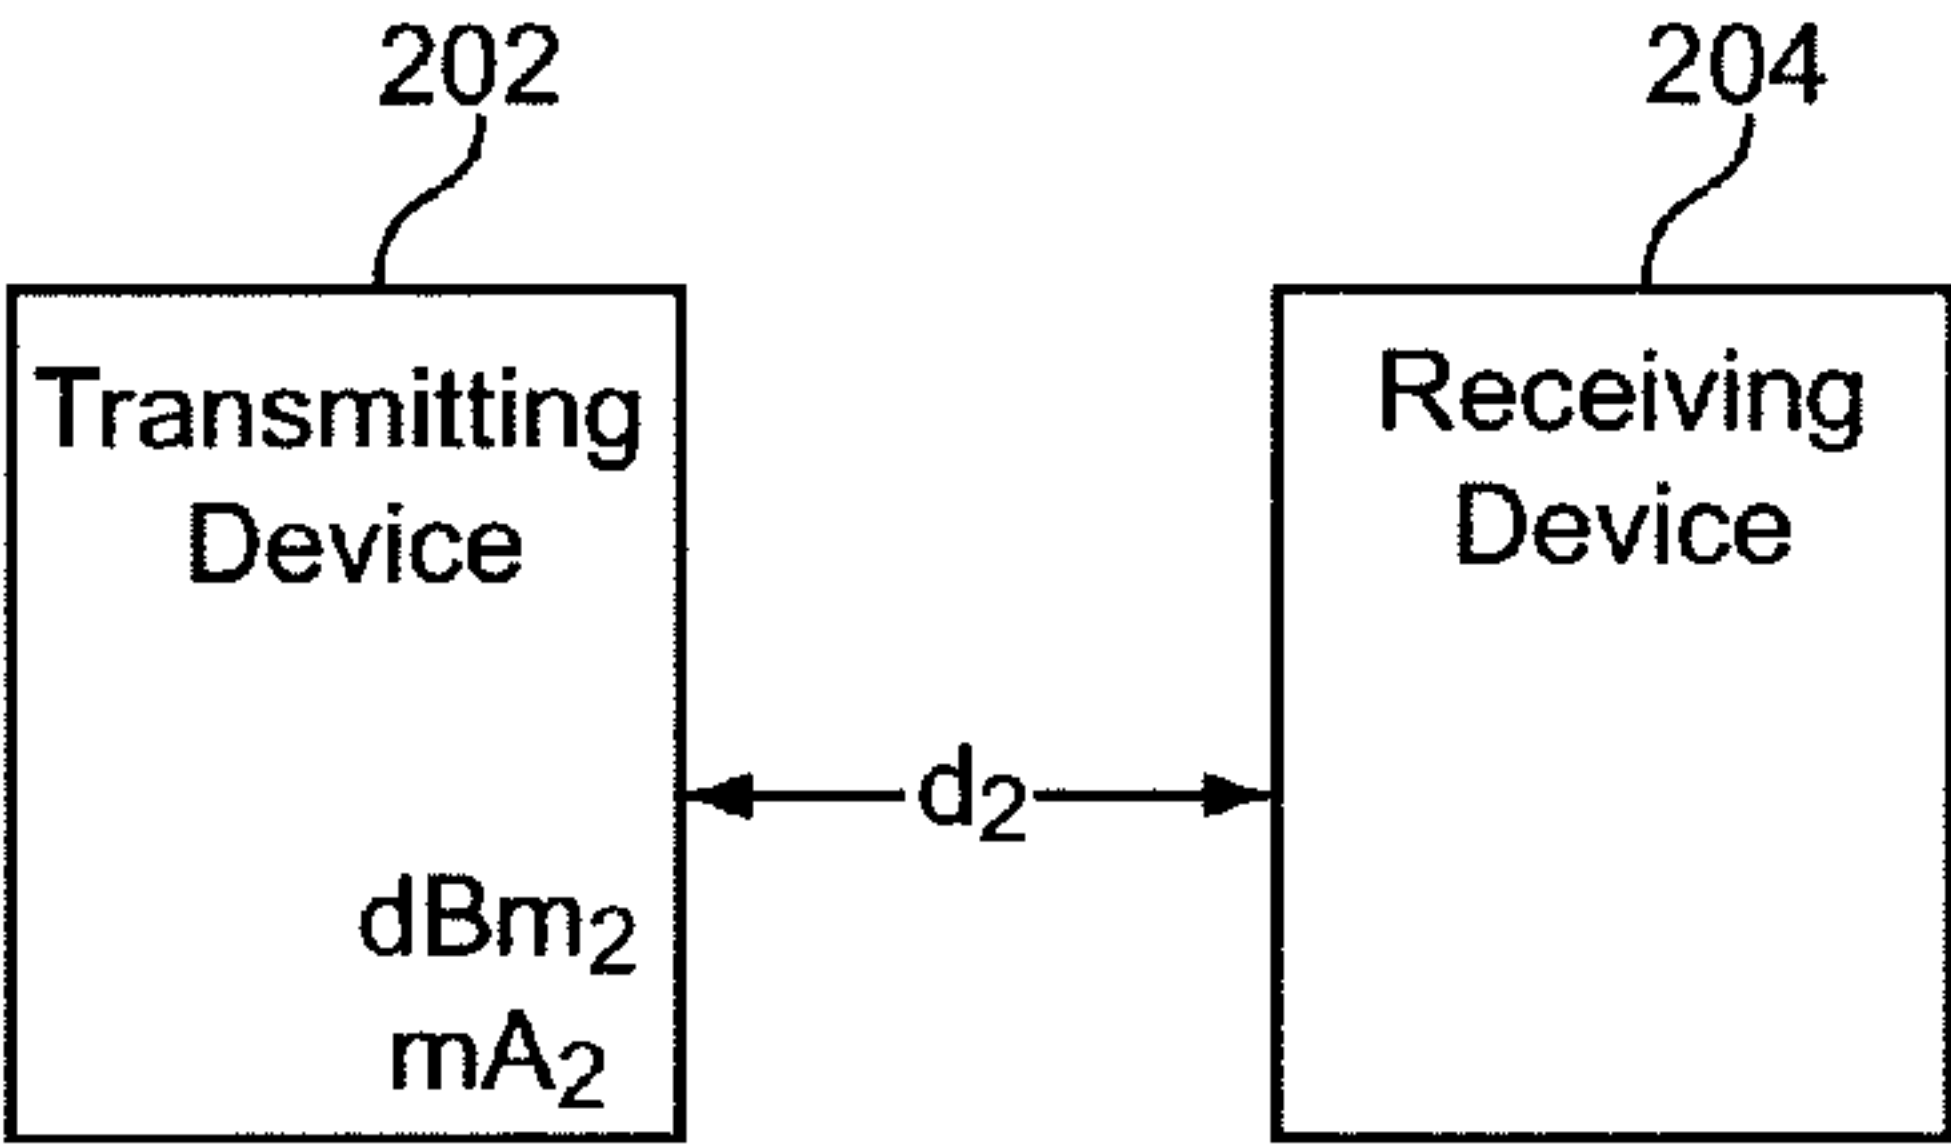 202
204
Transmitting
Device
Receiving
Device
d₂
dBm₂
mA₂